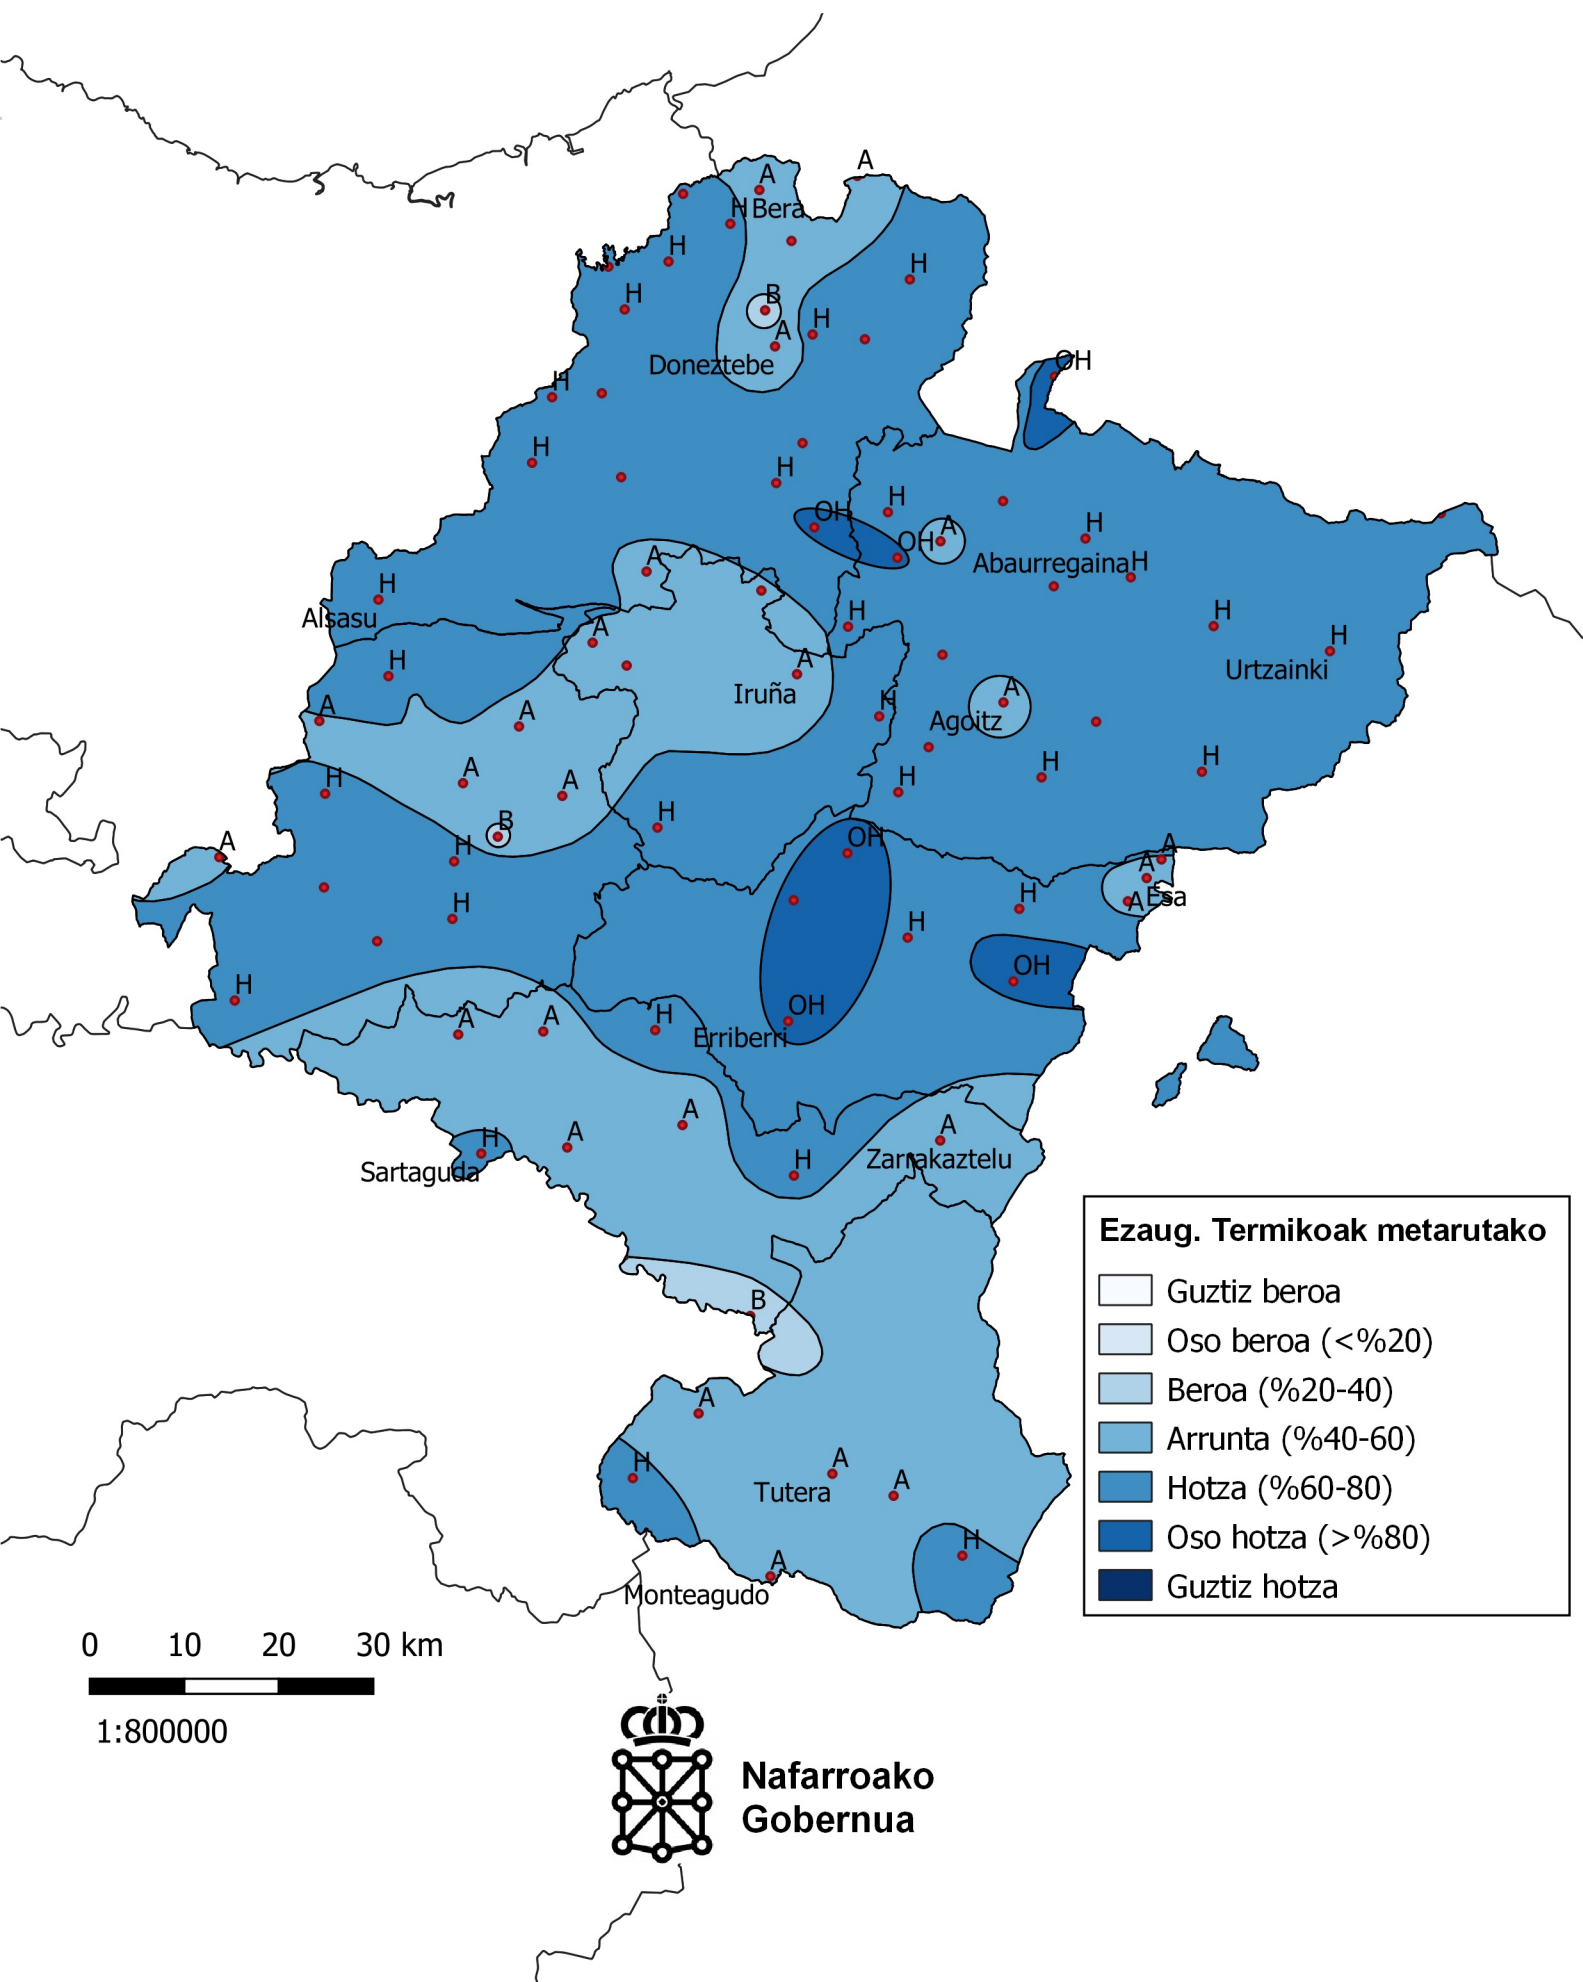 A
A
H Bera
H
H
B
H
A
H
Doneztebe
OH
H
H
H
H
OH
OH
A
H
Abaurregaina H
A
H
Alsasu
H
H
A
H
H
A
Iruña
Urtzainki
A
H
A
Agoitz
A
H
A
A
H
H
H
B
H
H
OH
A
A
A
A Esa
H
H
H
OH
H
A
A
H
OH
Erriberri
A
A
A
H
Sartaguda
H
Zarrakaztelu
B
A
H
A
A
Tutera
H
A
Monteagudo
Ezaug. Termikoak metarutako
Guztiz beroa
Oso beroa (<%20)
Beroa (%20-40)
Arrunta (%40-60)
Hotza (%60-80)
Oso hotza (>%80)
Guztiz hotza
0 10 20 30 km
1:800000
Nafarroako
Gobernua